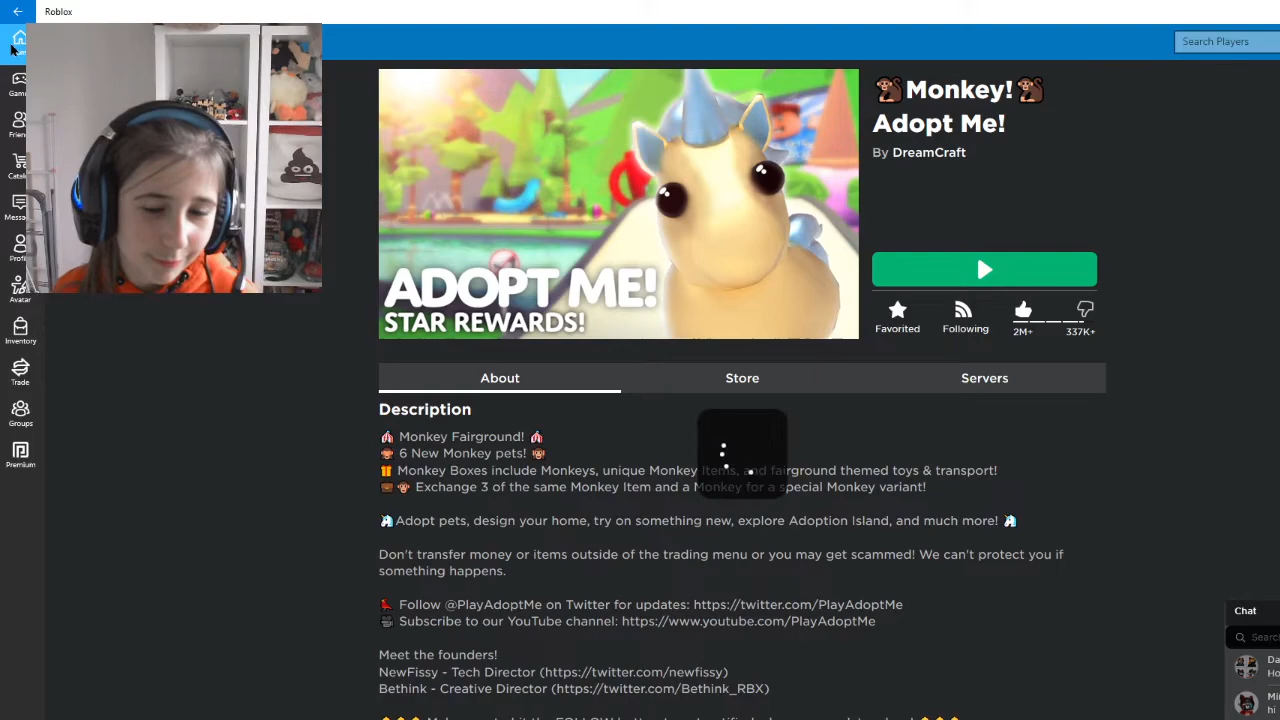 Roblox
Search Players
🐒Monkey!🐒
Adopt Me!
By DreamCraft
ADOPT ME!
STAR REWARDS!
Favorited
Following
2M+
337K+
Avatar
Inventory
Trade
Groups
Premium
About
Store
Servers
Description
🎪 Monkey Fairground! 🎪
🐵 6 New Monkey pets! 🐵
🎁 Monkey Boxes include Monkeys, unique Monkey Items, and fairground themed toys & transport!
💼 🐵 Exchange 3 of the same Monkey Item and a Monkey for a special Monkey variant!
🦄Adopt pets, design your home, try on something new, explore Adoption Island, and much more! 🦄
Don't transfer money or items outside of the trading menu or you may get scammed! We can't protect you if
something happens.
Follow @PlayAdoptMe on Twitter for updates: https://twitter.com/PlayAdoptMe
🎥 Subscribe to our YouTube channel: https://www.youtube.com/PlayAdoptMe
Meet the founders!
NewFissy - Tech Director (https://twitter.com/newfissy)
Bethink - Creative Director (https://twitter.com/Bethink_RBX)
Chat
Search
hi